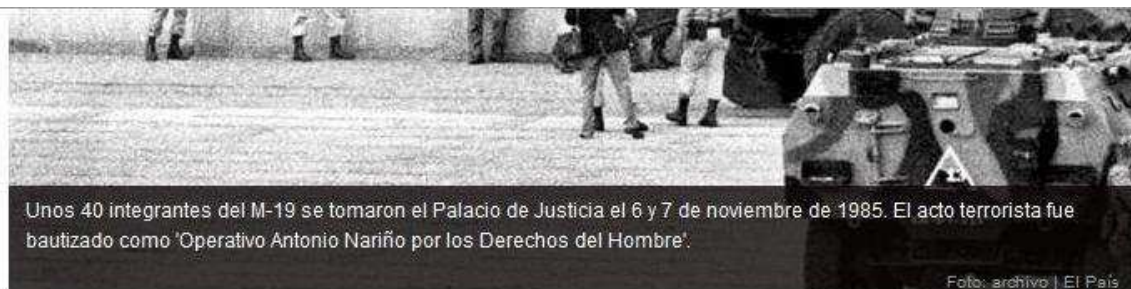 Unos 40 integrantes del M-19 se tomaron el Palacio de Justicia el 6 y 7 de noviembre de 1985. El acto terrorista fue
bautizado como 'Operativo Antonio Nariño por los Derechos del Hombre'.
Foto: archivo | El País